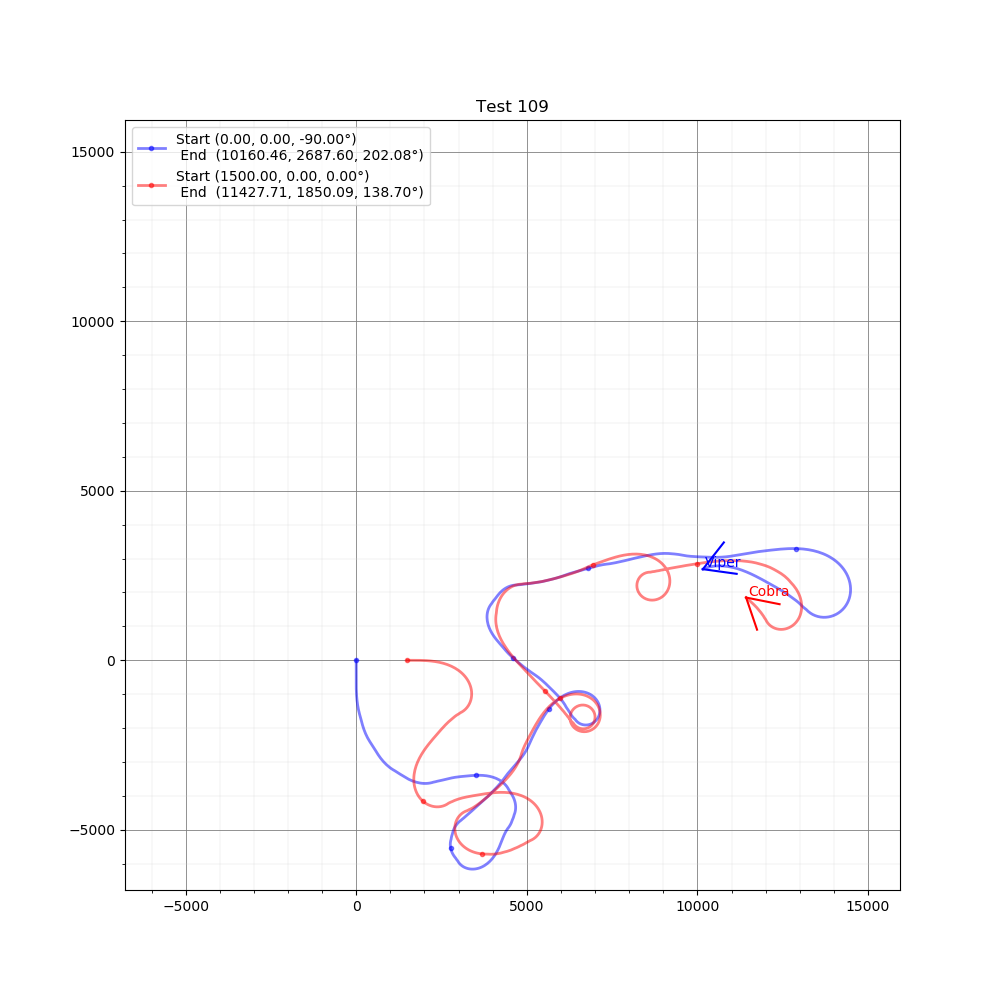 Test 109
Start (0.00, 0.00, -90.00°)
End (10160.46, 2687.60, 202.08°)
Start (1500.00, 0.00, 0.00°)
End (11427.71, 1850.09, 138.70°)
15000
10000
5000
0
−5000
Viper
Cobra
−5000
0
5000
10000
15000